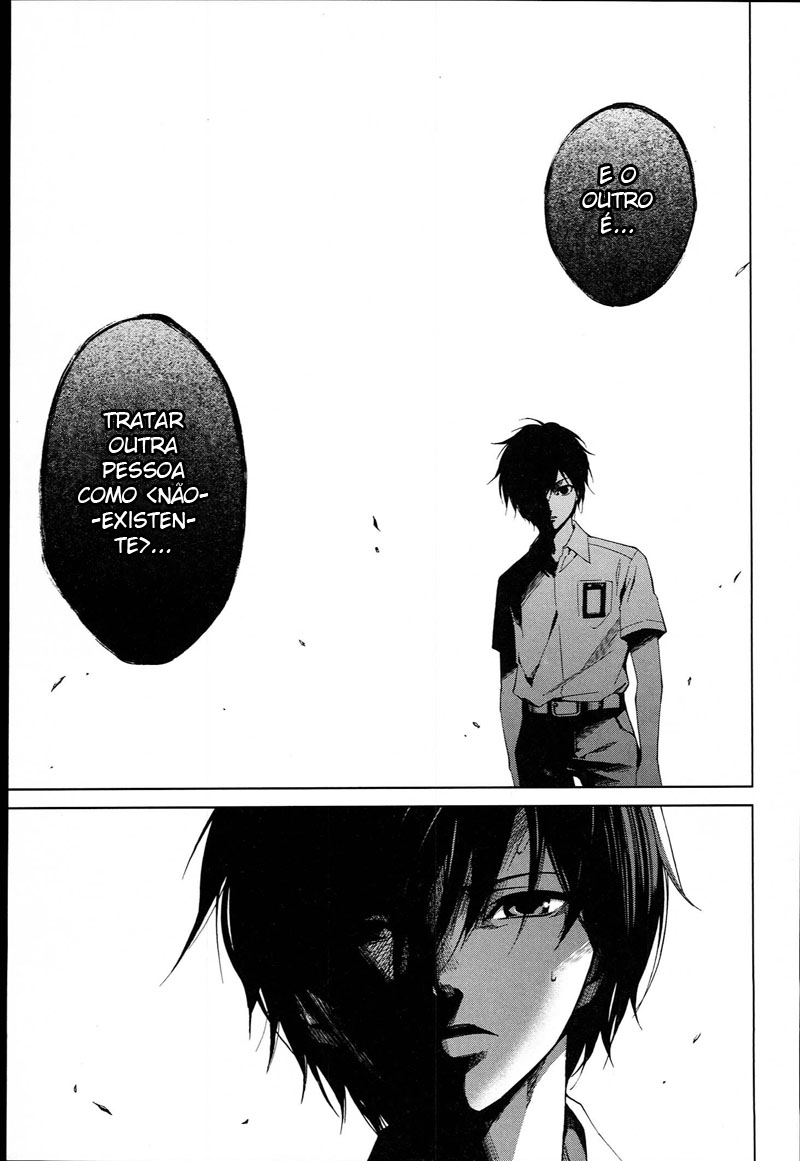 E O
OUTRO
É...
TRATAR
OUTRA
PESSOA
COMO <NÃO-
-EXISTEN-
TE>...